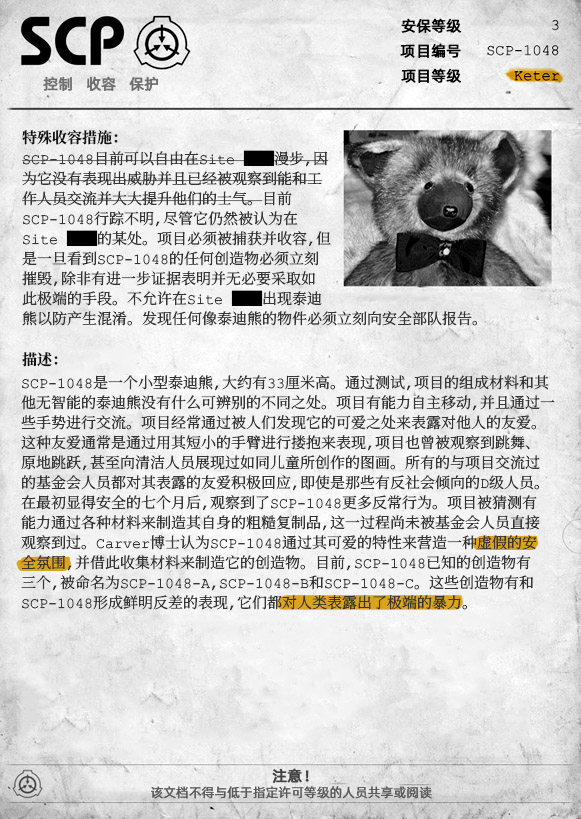 SCP
控制 收容 保护
安保等级 3
项目编号 SCP-1048
项目等级 Keter
特殊收容措施：
SCP-1048目前可以自由在Site ███漫步，因
为它没有表现出威胁并且已经被观察到能和工
作人员交流并大大提升他们的士气。目前
SCP-1048行踪不明，尽管它仍然被认为在
Site ███的某处。项目必须被捕获并收容，但
是一旦看到SCP-1048的任何创造物必须立刻
摧毁，除非有进一步证据表明并无必要采取如
此极端的手段。不允许在Site ███出现泰迪
熊以防产生混淆。发现任何像泰迪熊的物件必须立刻向安全部队报告。
描述：
SCP-1048是一个小型泰迪熊，大约有33厘米高。通过测试，项目的组成材料和其
他无智能的泰迪熊没有什么可辨别的不同之处。项目有能力自主移动，并且通过一
些手势进行交流。项目经常通过被人们发现它的可爱之处来表露对他人的友爱。
这种友爱通常是通过用其短小的手臂进行搂抱来表现，项目也曾被观察到跳舞、
原地跳跃，甚至向清洁人员展现过如同儿童所创作的图画。所有的与项目交流过
的基金会人员都对其表露的友爱积极回应，即使是那些有反社会倾向的D级人员。
在最初显得安全的七个月后，观察到了SCP-1048更多反常行为。项目被猜测有
能力通过各种材料来制造其自身的粗糙复制品，这一过程尚未被基金会人员直接
观察到过。Carver博士认为SCP-1048通过其可爱的特性来营造一种虚假的安
全氛围，并借此收集材料来制造它的创造物。目前，SCP-1048已知的创造物有
三个，被命名为SCP-1048-A，SCP-1048-B和SCP-1048-C。这些创造物有和
SCP-1048形成鲜明反差的表现，它们都对人类表露出了极端的暴力。
注意！
该文档不得与低于指定许可等级的人员共享或阅读